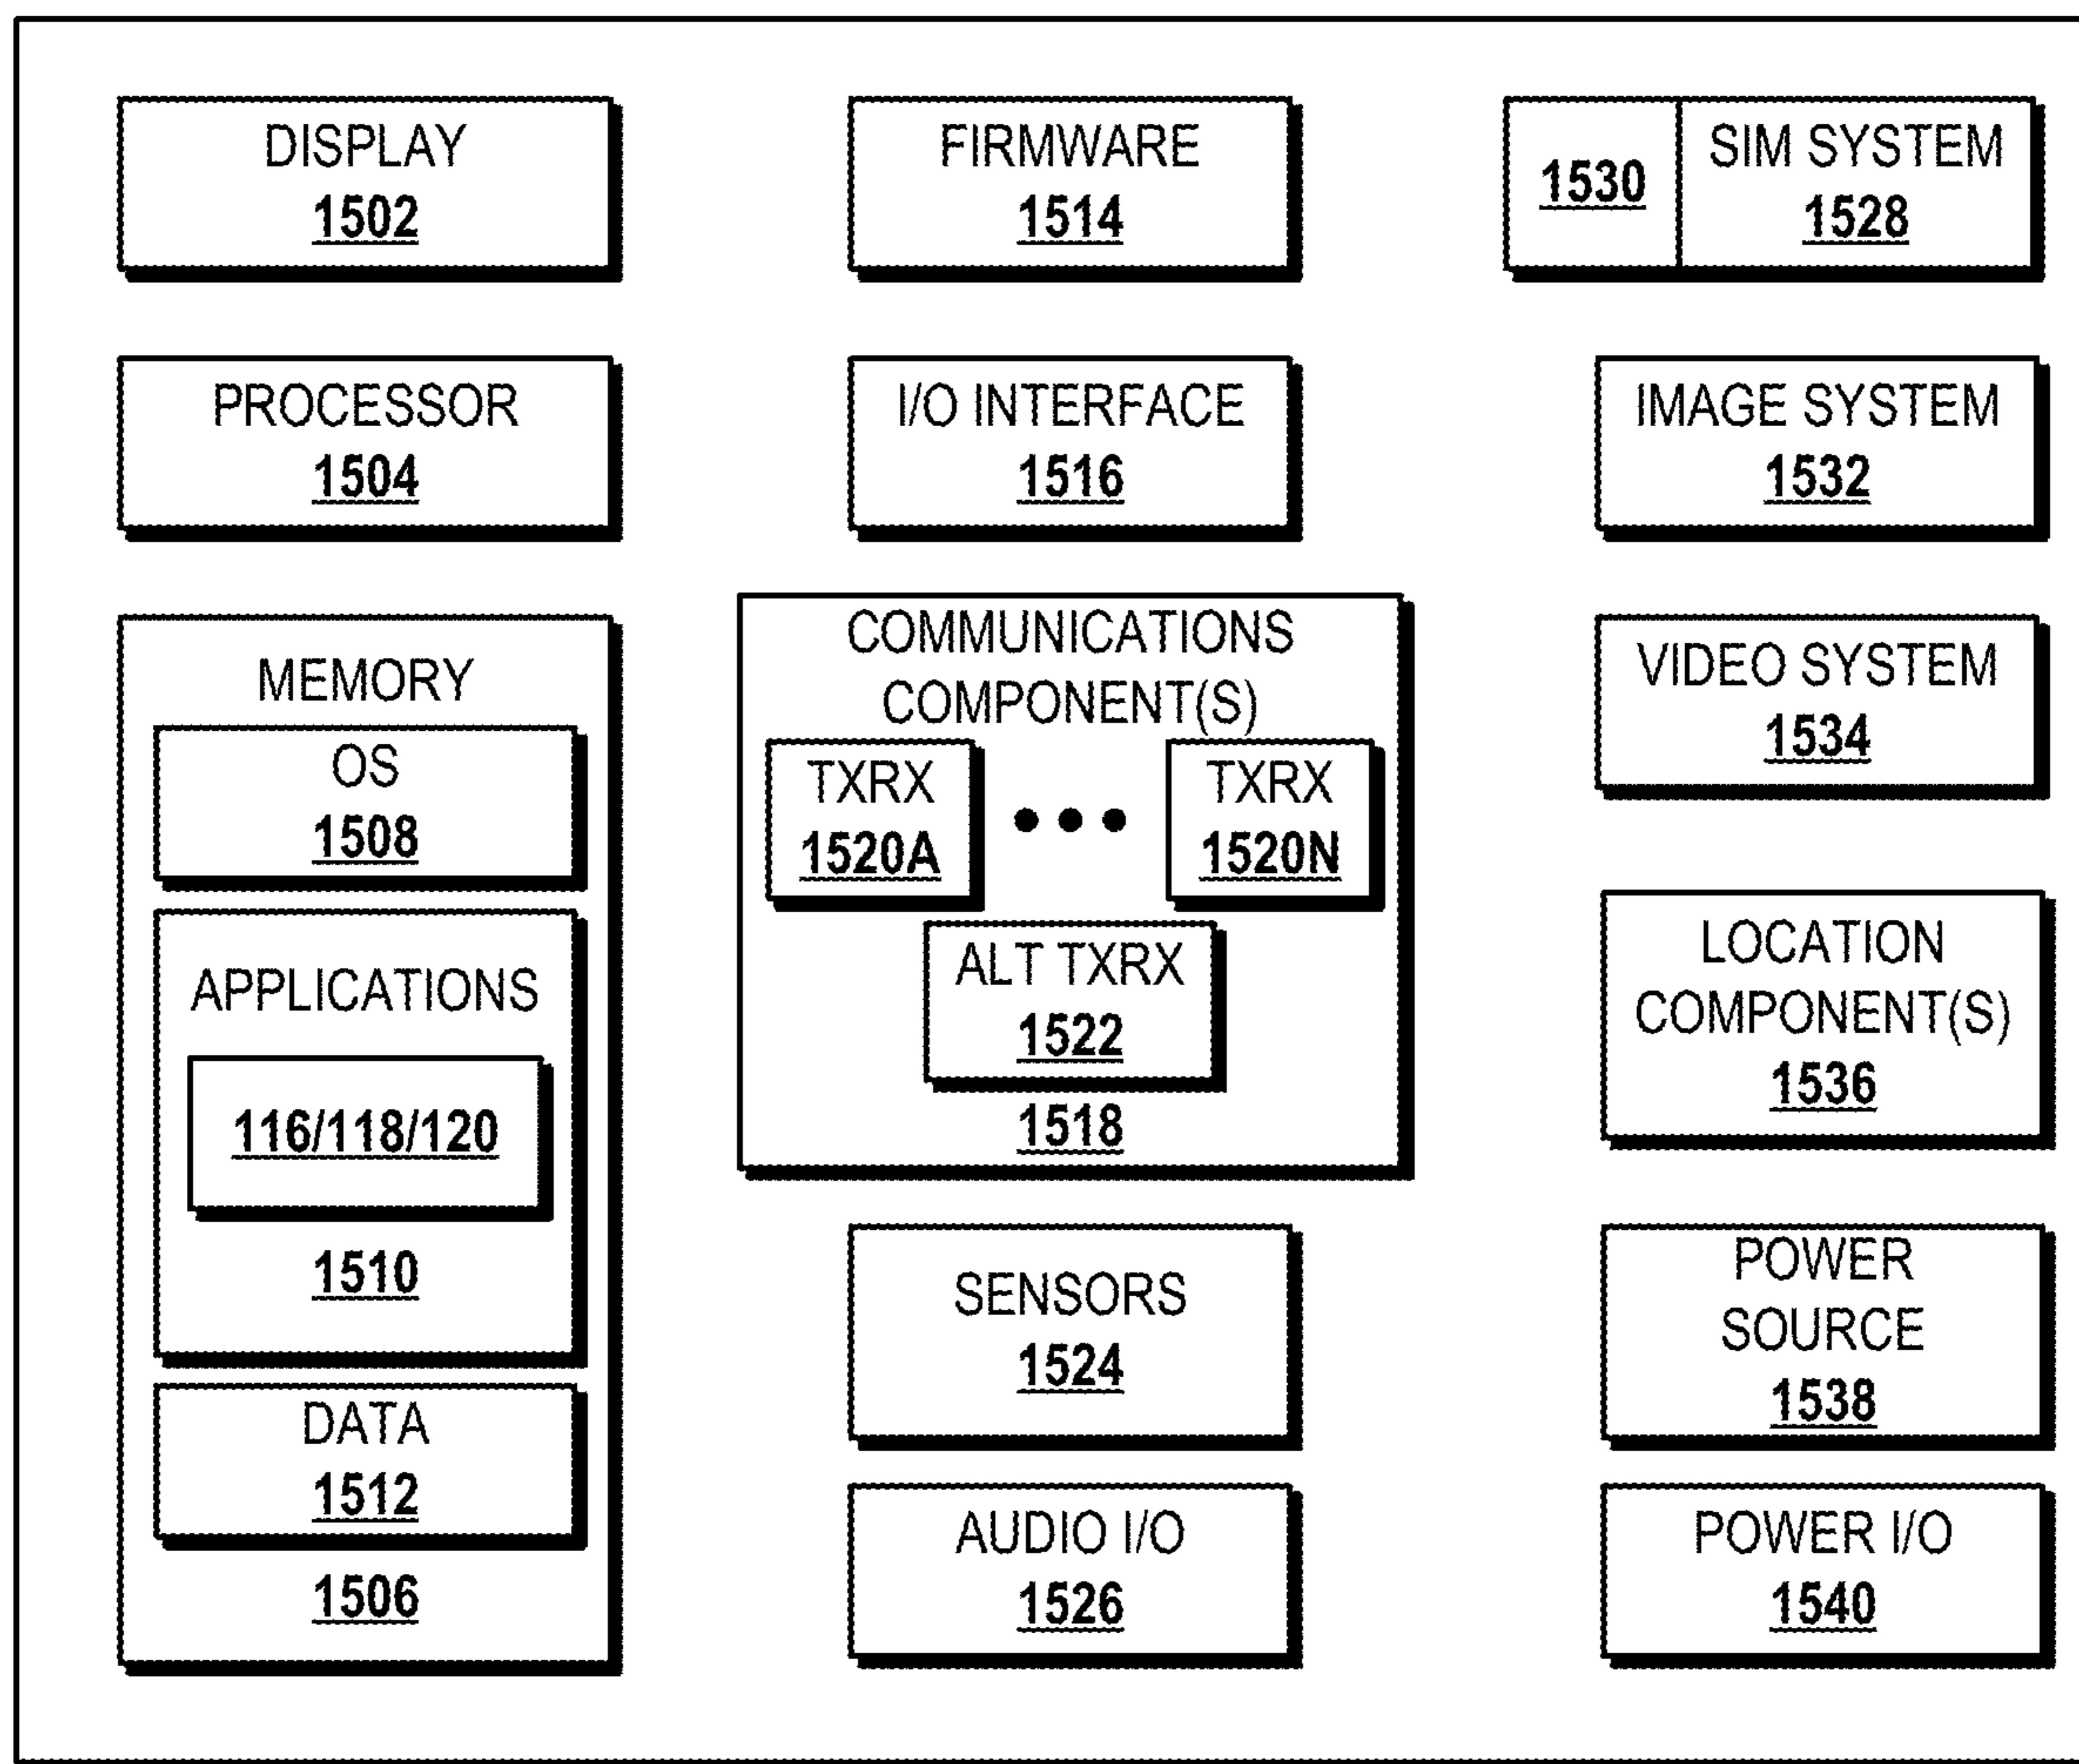 DISPLAY
1502
PROCESSOR
1504
MEMORY
OS
1508
APPLICATIONS
116/118/120
1510
DATA
1512
1506
FIRMWARE
1514
I/O INTERFACE
1516
COMMUNICATIONS
COMPONENT(S)
TXRX
1520A
TXRX
1520N
ALT TXRX
1522
1518
SENSORS
1524
AUDIO I/O
1526
1530
SIM SYSTEM
1528
IMAGE SYSTEM
1532
VIDEO SYSTEM
1534
LOCATION
COMPONENT(S)
1536
POWER
SOURCE
1538
POWER I/O
1540